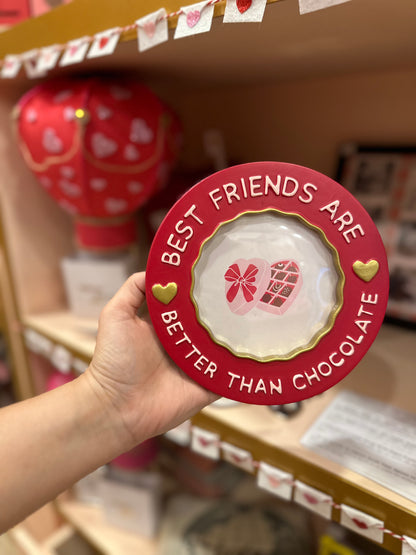 BEST FRIENDS ARE
BETTER THAN CHOCOLATE